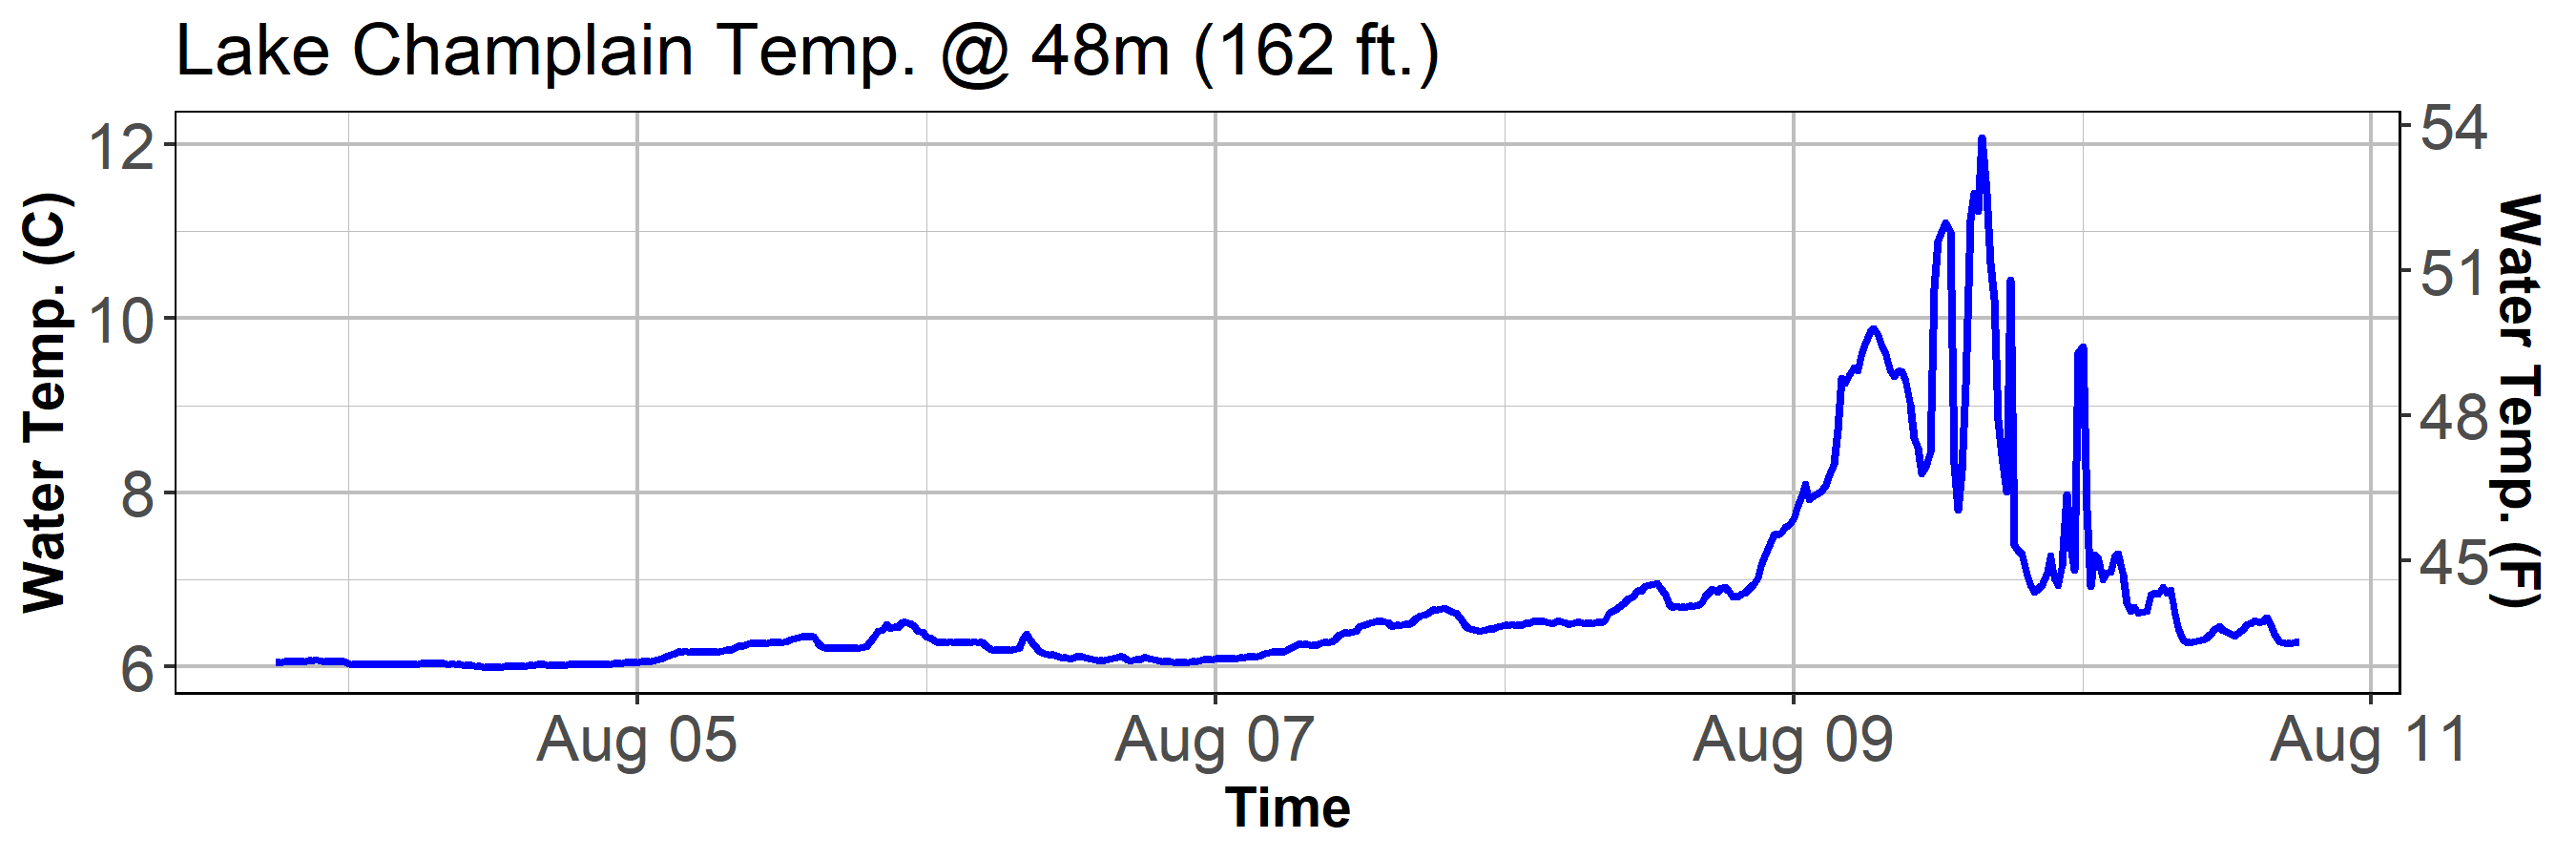 Lake Champlain Temp. @ 48m (162 ft.)
Water Temp. (C)
12
10
8
6
54
51
48
45
Water Temp. (F)
Aug 05
Aug 07
Aug 09
Aug 11
Time